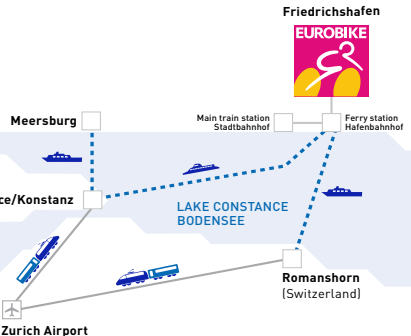 Friedrichshafen
EUROBIKE
Main train station
Stadtbahnhof
Ferry station
Hafenbahnhof
Meersburg
ce/Konstanz
LAKE CONSTANCE
BODENSEE
Romanshorn
(Switzerland)
Zurich Airport